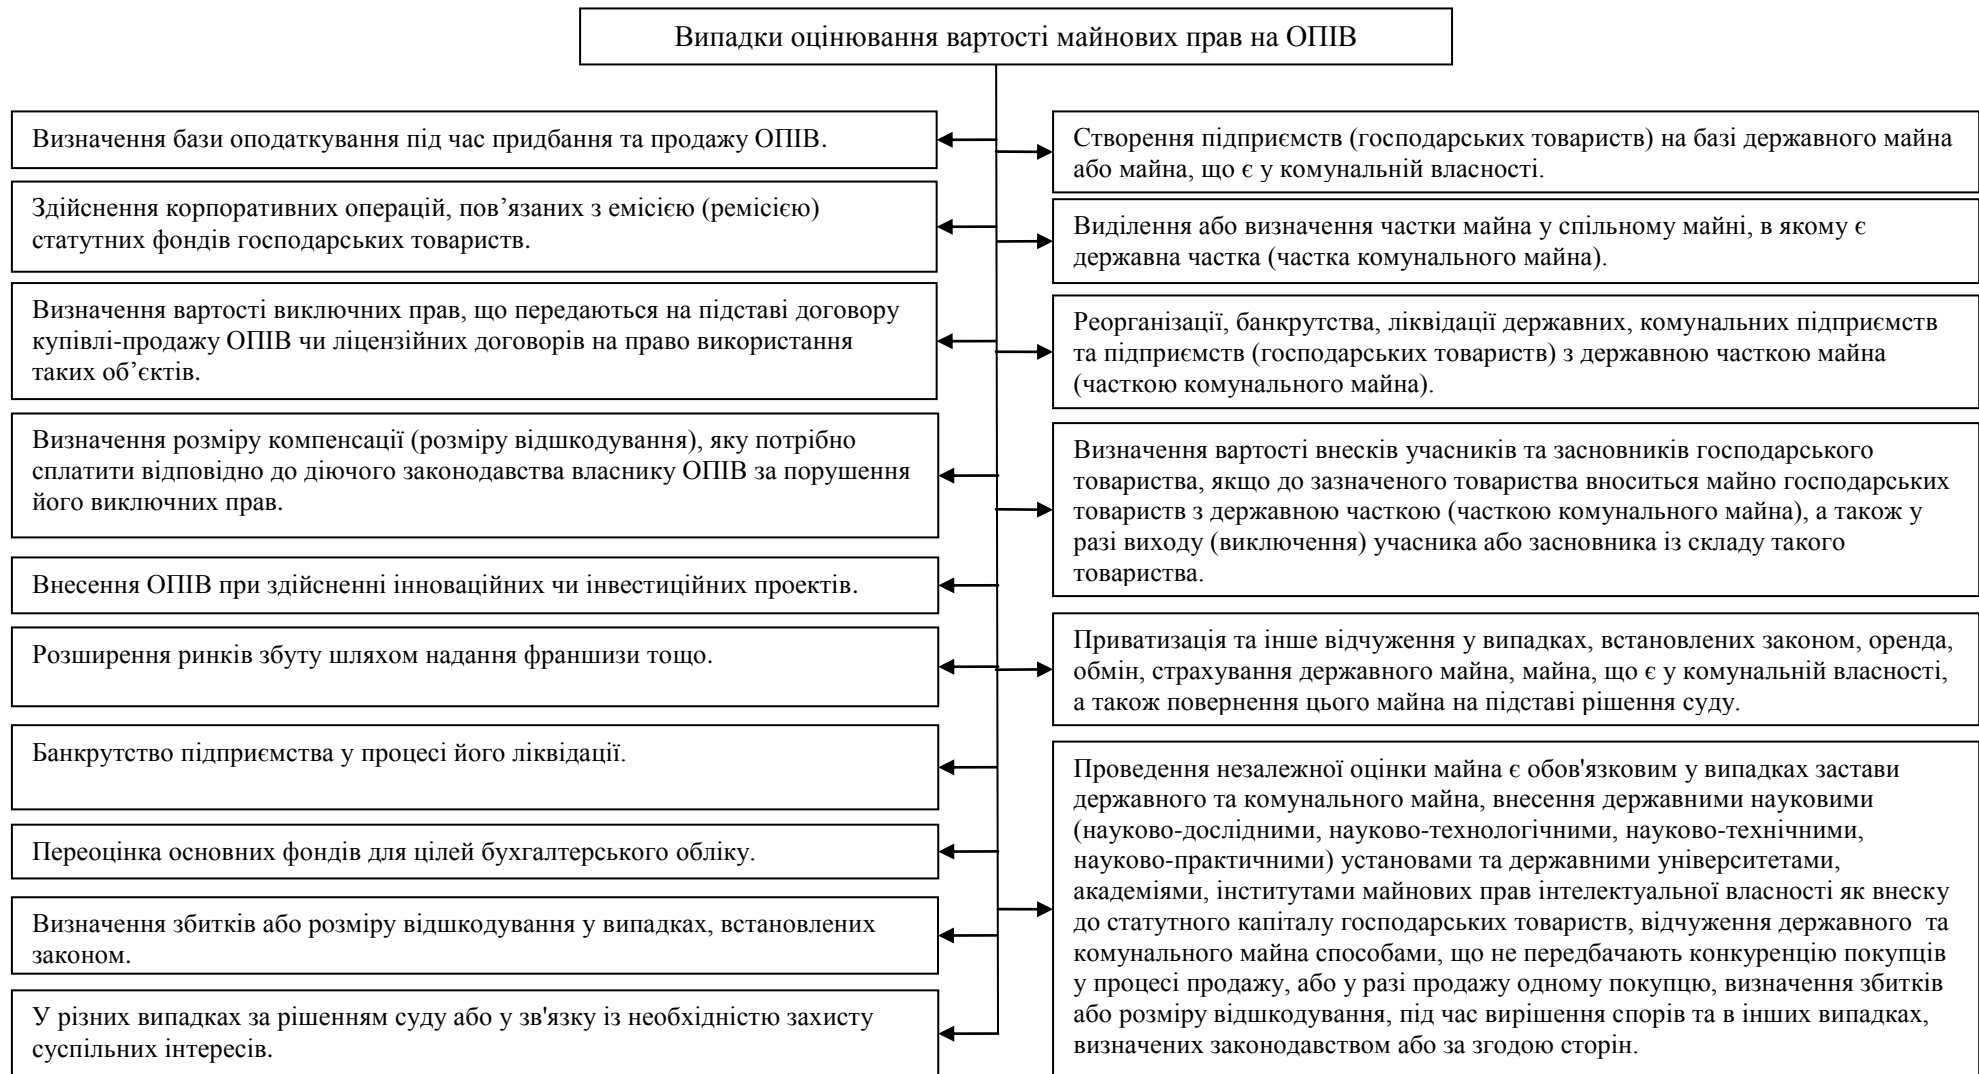 Випадки оцінювання вартості майнових прав на ОПІВ
Визначення бази оподаткування під час придбання та продажу ОПІВ.
Здійснення корпоративних операцій, пов’язаних з емісією (ремісією)
статутних фондів господарських товариств.
Визначення вартості виключних прав, що передаються на підставі договору
купівлі-продажу ОПІВ чи ліцензійних договорів на право використання
таких об’єктів.
Визначення розміру компенсації (розміру відшкодування), яку потрібно
сплатити відповідно до діючого законодавства власнику ОПІВ за порушення
його виключних прав.
Внесення ОПІВ при здійсненні інноваційних чи інвестиційних проектів.
Розширення ринків збуту шляхом надання франшизи тощо.
Банкрутство підприємства у процесі його ліквідації.
Переоцінка основних фондів для цілей бухгалтерського обліку.
Визначення збитків або розміру відшкодування у випадках, встановлених
законом.
У різних випадках за рішенням суду або у зв'язку із необхідністю захисту
суспільних інтересів.
Створення підприємств (господарських товариств) на базі державного майна
або майна, що є у комунальній власності.
Виділення або визначення частки майна у спільному майні, в якому є
державна частка (частка комунального майна).
Реорганізації, банкрутства, ліквідації державних, комунальних підприємств
та підприємств (господарських товариств) з державною часткою майна
(часткою комунального майна).
Визначення вартості внесків учасників та засновників господарського
товариства, якщо до зазначеного товариства вноситься майно господарських
товариств з державною часткою (часткою комунального майна), а також у
разі виходу (виключення) учасника або засновника із складу такого
товариства.
Приватизація та інше відчуження у випадках, встановлених законом, оренда,
обмін, страхування державного майна, майна, що є у комунальній власності,
а також повернення цього майна на підставі рішення суду.
Проведення незалежної оцінки майна є обов'язковим у випадках застави
державного та комунального майна, внесення державними науковими
(науково-дослідними, науково-технологічними, науково-технічними,
науково-практичними) установами та державними університетами,
академіями, інститутами майнових прав інтелектуальної власності як внеску
до статутного капіталу господарських товариств, відчуження державного та
комунального майна способами, що не передбачають конкуренцію покупців
у процесі продажу, або у разі продажу одному покупцю, визначення збитків
або розміру відшкодування, під час вирішення спорів та в інших випадках,
визначених законодавством або за згодою сторін.